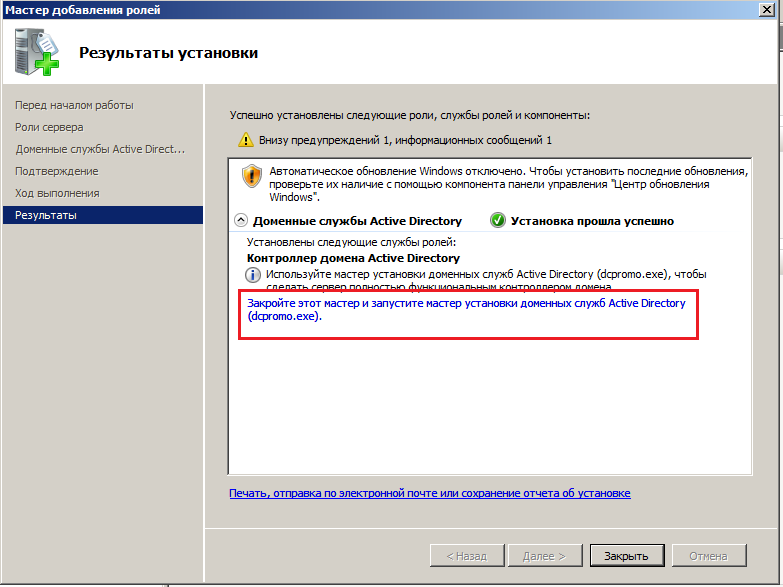 Мастер добавления ролей
Результаты установки
Перед началом работы
Роли сервера
Доменные службы Active Direct...
Подтверждение
Ход выполнения
Результаты
Успешно установлены следующие роли, службы ролей и компоненты:
Внизу предупреждений 1, информационных сообщений 1
Автоматическое обновление Windows отключено. Чтобы установить последние обновления,
проверьте их наличие с помощью компонента панели управления "Центр обновления
Windows".
Доменные службы Active Directory
Установка прошла успешно
Установлены следующие службы ролей:
Контроллер домена Active Directory
Используйте мастер установки доменных служб Active Directory (dcpromo.exe), чтобы
сделать сервер полностью функциональным контроллером домена.
Закройте этот мастер и запустите мастер установки доменных служб Active Directory
(dcpromo.exe).
Печать, отправка по электронной почте или сохранение отчета об установке
< Назад
Далее >
Закрыть
Отмена